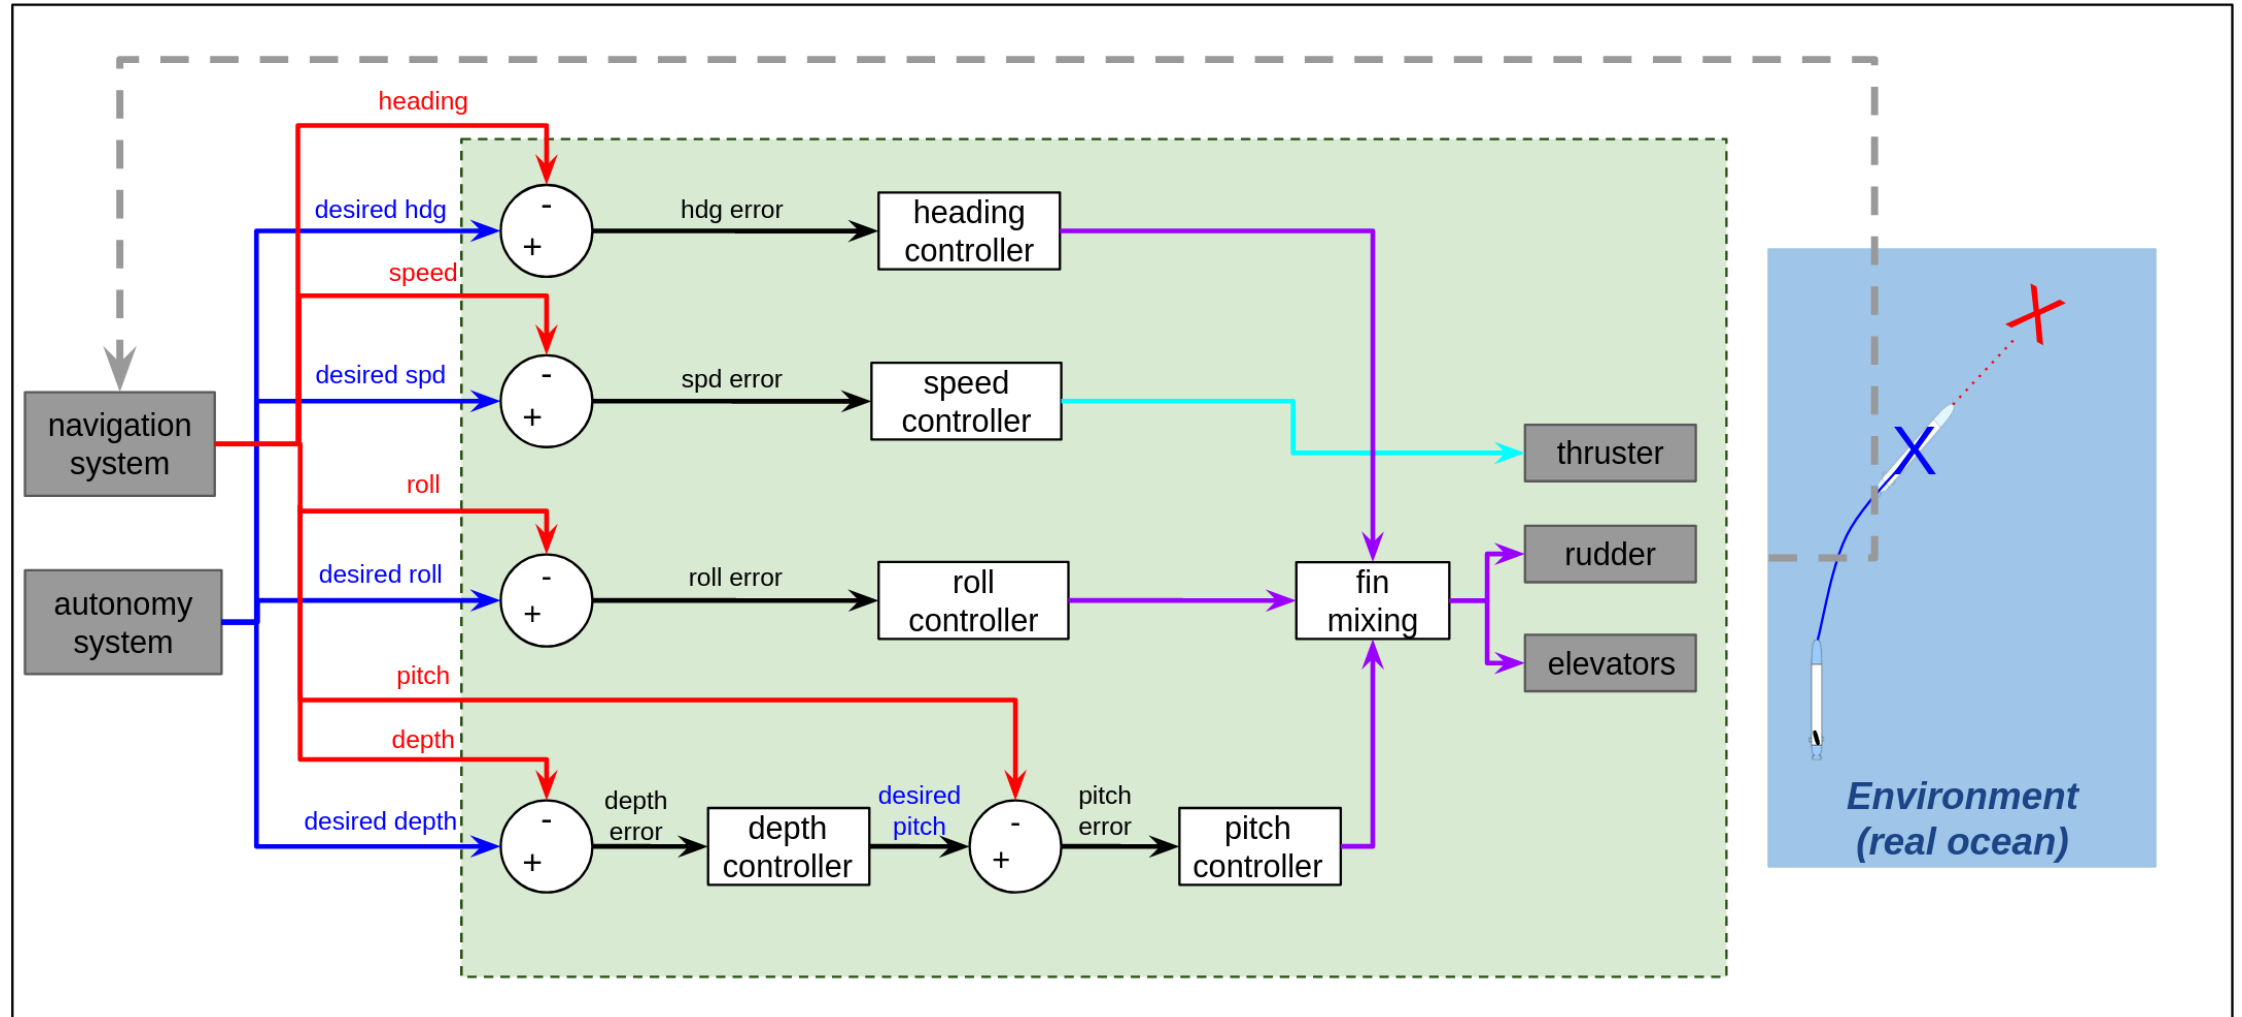 heading
desired hdg
-
+
hdg error
heading
controller
speed
desired spd
-
+
spd error
speed
controller
navigation
system
thruster
roll
desired roll
-
+
roll error
roll
controller
fin
mixing
rudder
autonomy
system
elevators
pitch
depth
desired depth
-
+
depth
error
depth
controller
desired
pitch
-
+
pitch
error
pitch
controller
X
X
Environment
(real ocean)